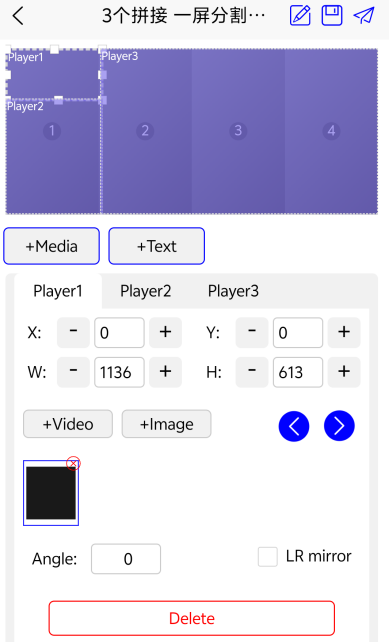 3个拼接 一屏分割…
Player1
Player3
Player2
1
2
3
4
+Media
+Text
Player1
Player2
Player3
X:
-
0
+
Y:
-
0
+
W:
-
1136
+
H:
-
613
+
+Video
+Image
Angle:
0
LR mirror
Delete